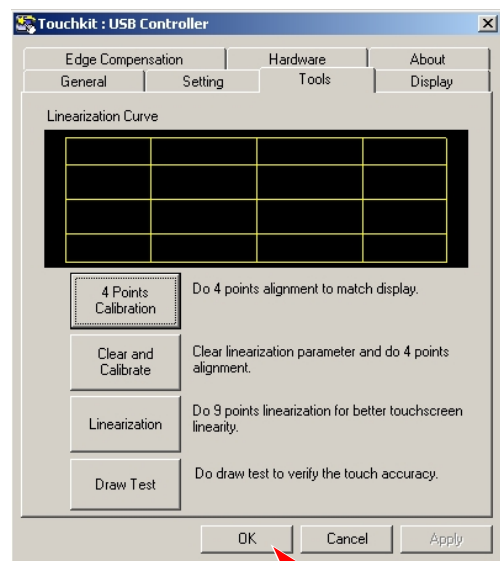 Touchkit : USB Controller
Edge Compensation Hardware About
General Setting Tools Display
Linearization Curve
4 Points
Calibration
Do 4 points alignment to match display.
Clear and
Calibrate
Clear linearization parameter and do 4 points
alignment.
Linearization
Do 9 points linearization for better touchscreen
linearity.
Draw Test
Do draw test to verify the touch accuracy.
OK Cancel Apply